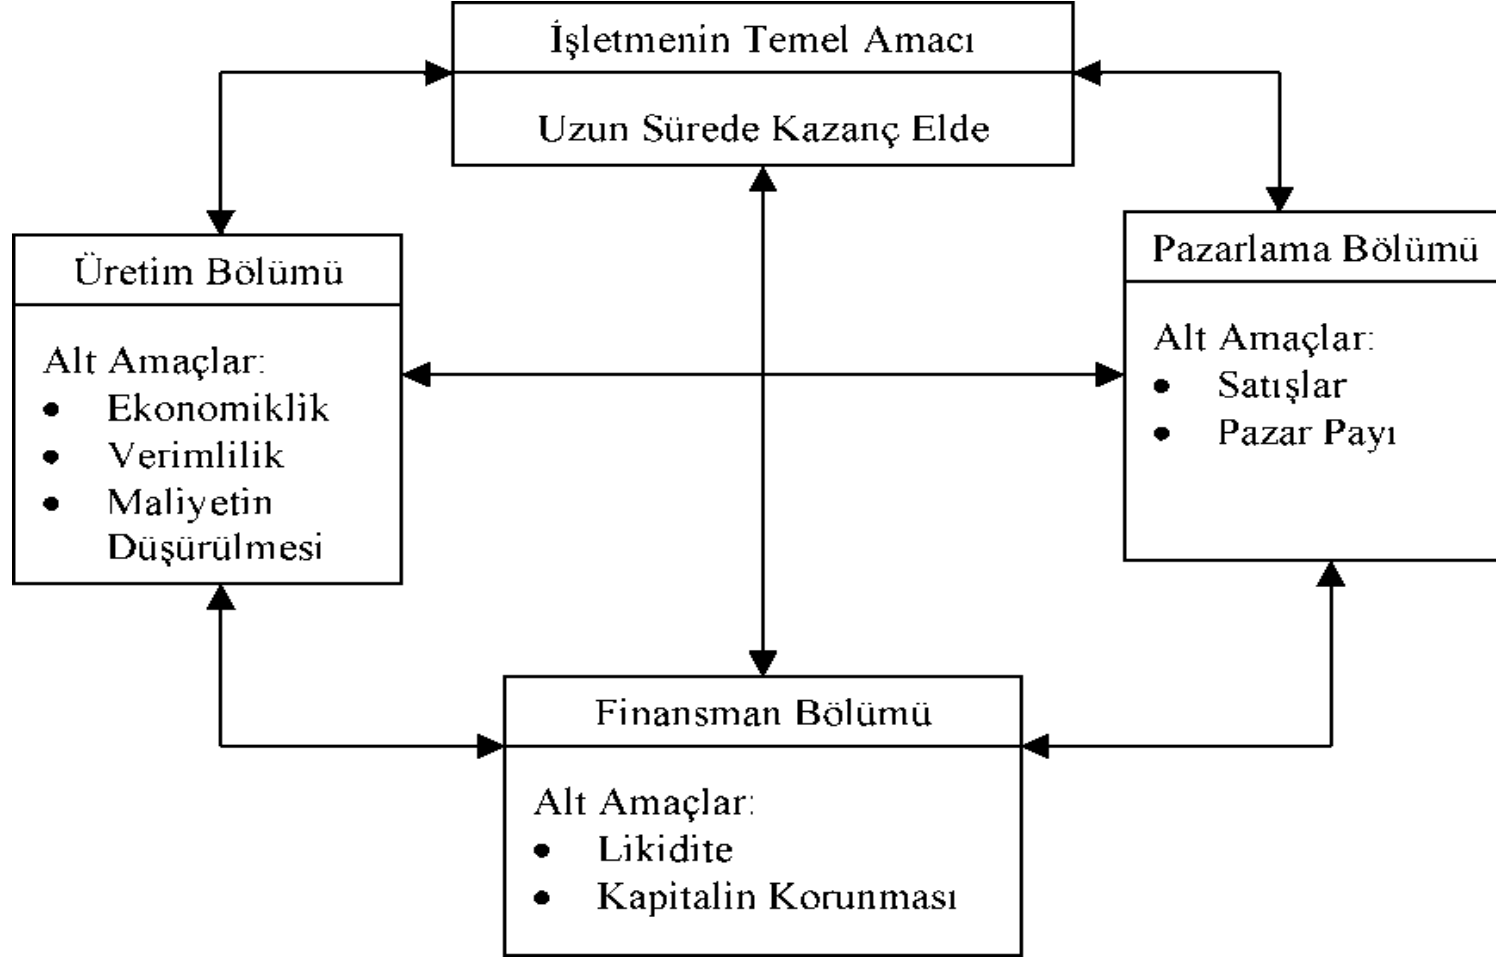 İşletmenin Temel Amacı
Uzun Sürede Kazanç Elde
Üretim Bölümü
Alt Amaçlar:
• Ekonomiklik
• Verimlilik
• Maliyetin
Düşürülmesi
Pazarlama Bölümü
Alt Amaçlar:
• Satışlar
• Pazar Payı
Finansman Bölümü
Alt Amaçlar:
• Likidite
• Kapitalin Korunması